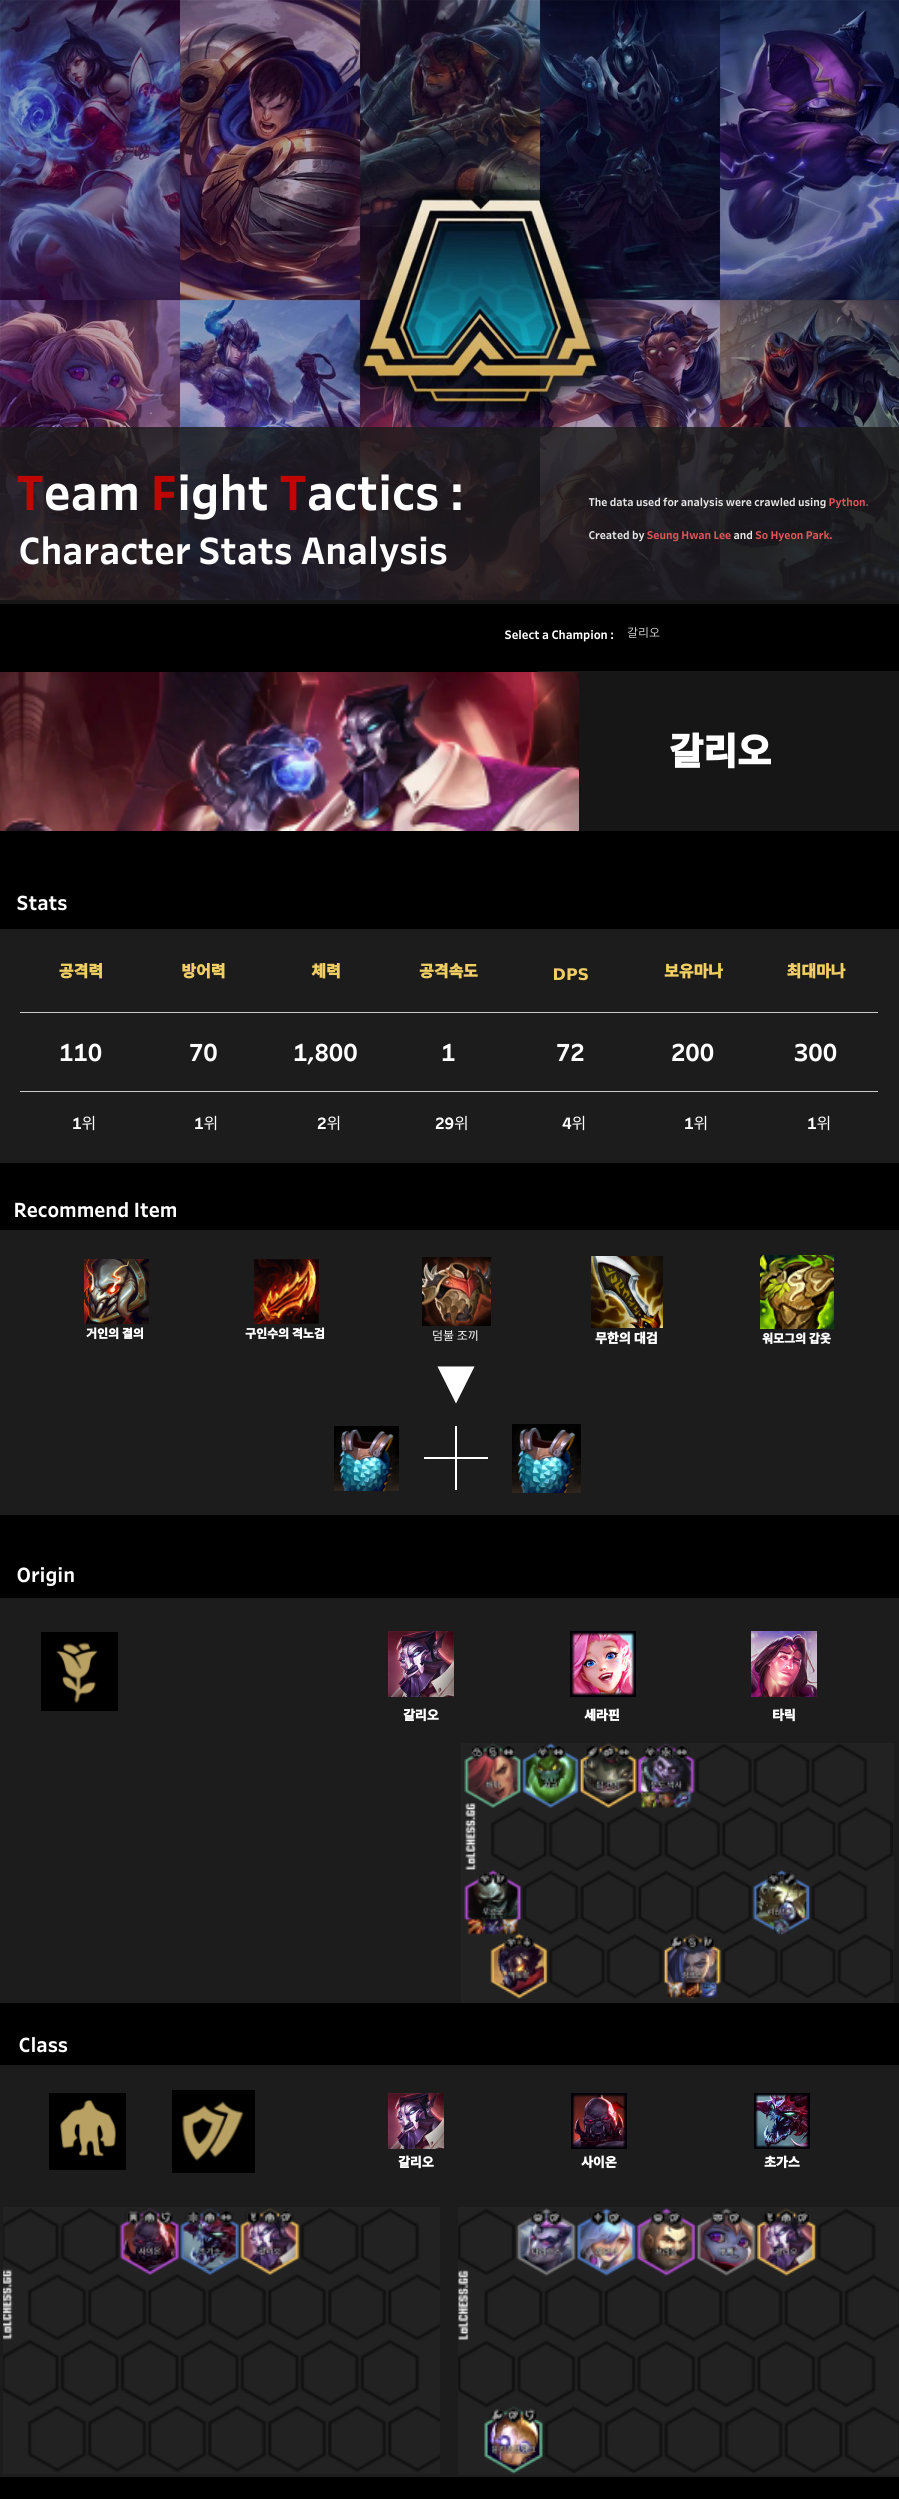 Team Fight Tactics :
Character Stats Analysis
The data used for analysis were crawled using Python.
Created by Seung Hwan Lee and So Hyeon Park.
Select a Champion : 갈리오
갈리오
Stats
공격력 방어력 체력 공격속도 DPS 보유마나 최대마나
110 70 1,800 1 72 200 300
1위 1위 2위 29위 4위 1위 1위
Recommend Item
거인의 결의 구인수의 격노검 덤불 조끼 무한의 대검 워모그의 갑옷
Origin
갈리오 세라핀 타릭
LoLCHESS.GG
Class
갈리오 사이온 초가스
LoLCHESS.GG
LoLCHESS.GG